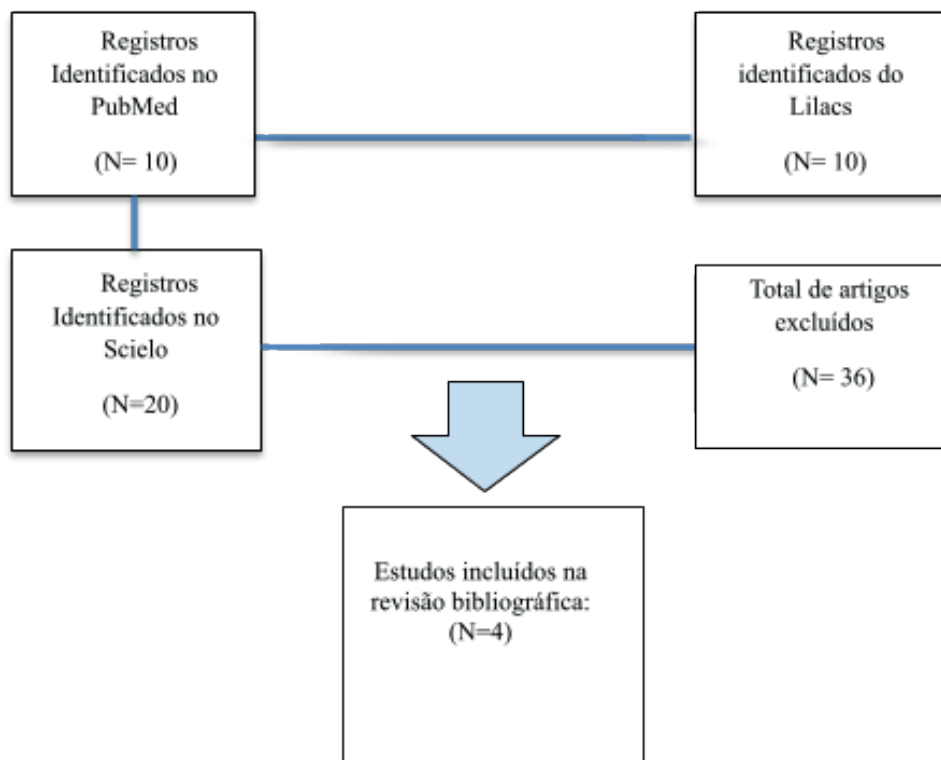 Registros
Identificados no
PubMed
(N= 10)
Registros
identificados do
Lilacs
(N= 10)
Registros
Identificados no
Scielo
(N=20)
Total de artigos
excluídos
(N= 36)
Estudos incluídos na
revisão bibliográfica:
(N=4)